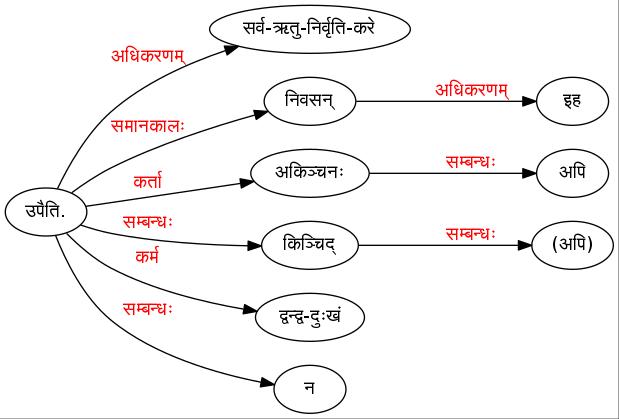 अधिकरणम्
सर्व-ऋतु-निर्वृति-करे
समानकालः
निवसन्
अधिकरणम्
इह
कर्ता
अकिञ्चनः
सम्बन्धः
अपि
उपैति.
सम्बन्धः
किञ्चिद्
सम्बन्धः
(अपि)
कर्म
द्वन्द्व-दुःखं
सम्बन्धः
न